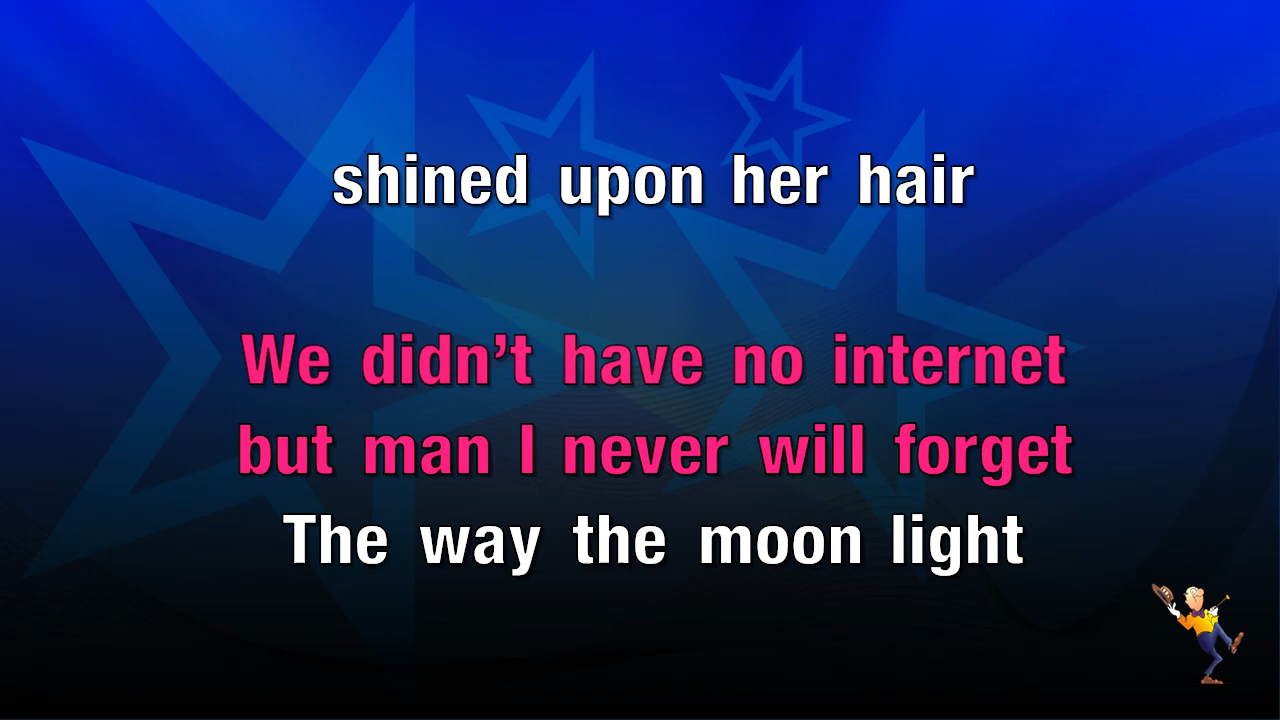 shined upon her hair
We didn't have no internet
but man I never will forget
The way the moon light